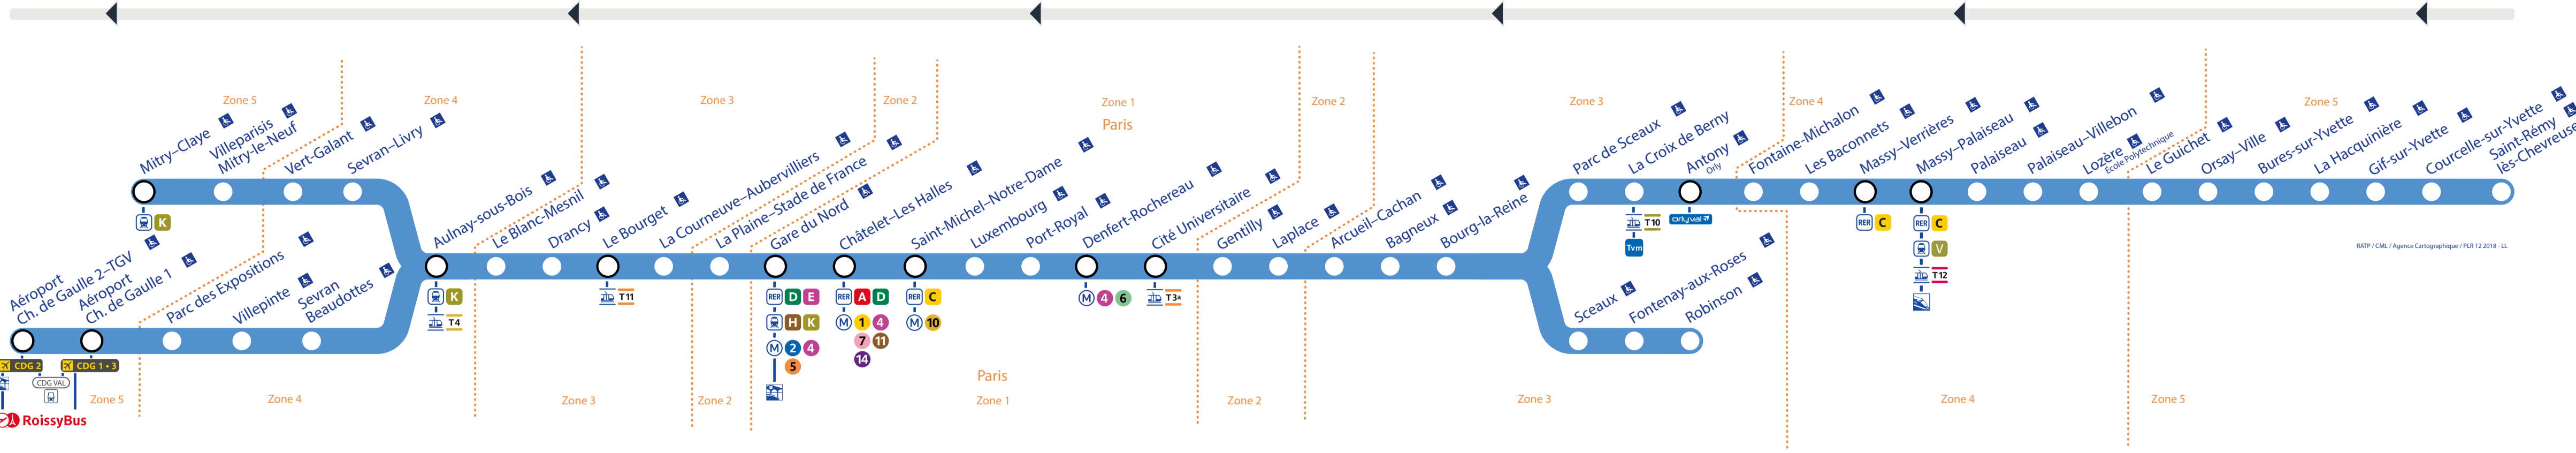 Zone 5
Zone 4
Zone 3
Zone 2
Zone 1
Paris
Zone 2
Zone 3
Zone 4
Zone 5
Mitry–Claye
Villeparisis
Mitry-le-Neuf
Vert-Galant
Sevran–Livry
K
Aéroport
Ch. de Gaulle 2–TGV
Aéroport
Ch. de Gaulle 1
Parc des Expositions
Villepinte
Sevran
Beaudottes
CDG 2
CDG 1 • 3
CDG VAL
RoissyBus
Aulnay-sous-Bois
K
T4
Le Blanc-Mesnil
Drancy
Le Bourget
T11
La Courneuve–Aubervilliers
La Plaine–Stade de France
Gare du Nord
RER D E
H K
M 2 4
5
Châtelet–Les Halles
RER A D
M 1 4
7 11
14
Saint-Michel–Notre-Dame
RER C
M 10
Luxembourg
Port-Royal
Denfert-Rochereau
M 4 6
Cité Universitaire
T3a
Gentilly
Laplace
Arcueil–Cachan
Bagneux
Bourg-la-Reine
Parc de Sceaux
La Croix de Berny
T10
Tvm
Antony
Orly
orlyval
Fontaine-Michalon
Les Baconnets
Massy–Verrières
RER C
Massy–Palaiseau
RER C
V
T12
Palaiseau
Palaiseau–Villebon
Lozère
École Polytechnique
Le Guichet
Orsay–Ville
Bures-sur-Yvette
La Hacquinière
Gif-sur-Yvette
Courcelle-sur-Yvette
Saint-Rémy
lès-Chevreuse
Sceaux
Fontenay-aux-Roses
Robinson
RATP / CML / Agence Cartographique / PLR 12 2018 - LL
Zone 5
Zone 4
Zone 3
Zone 2
Paris
Zone 1
Zone 2
Zone 3
Zone 4
Zone 5